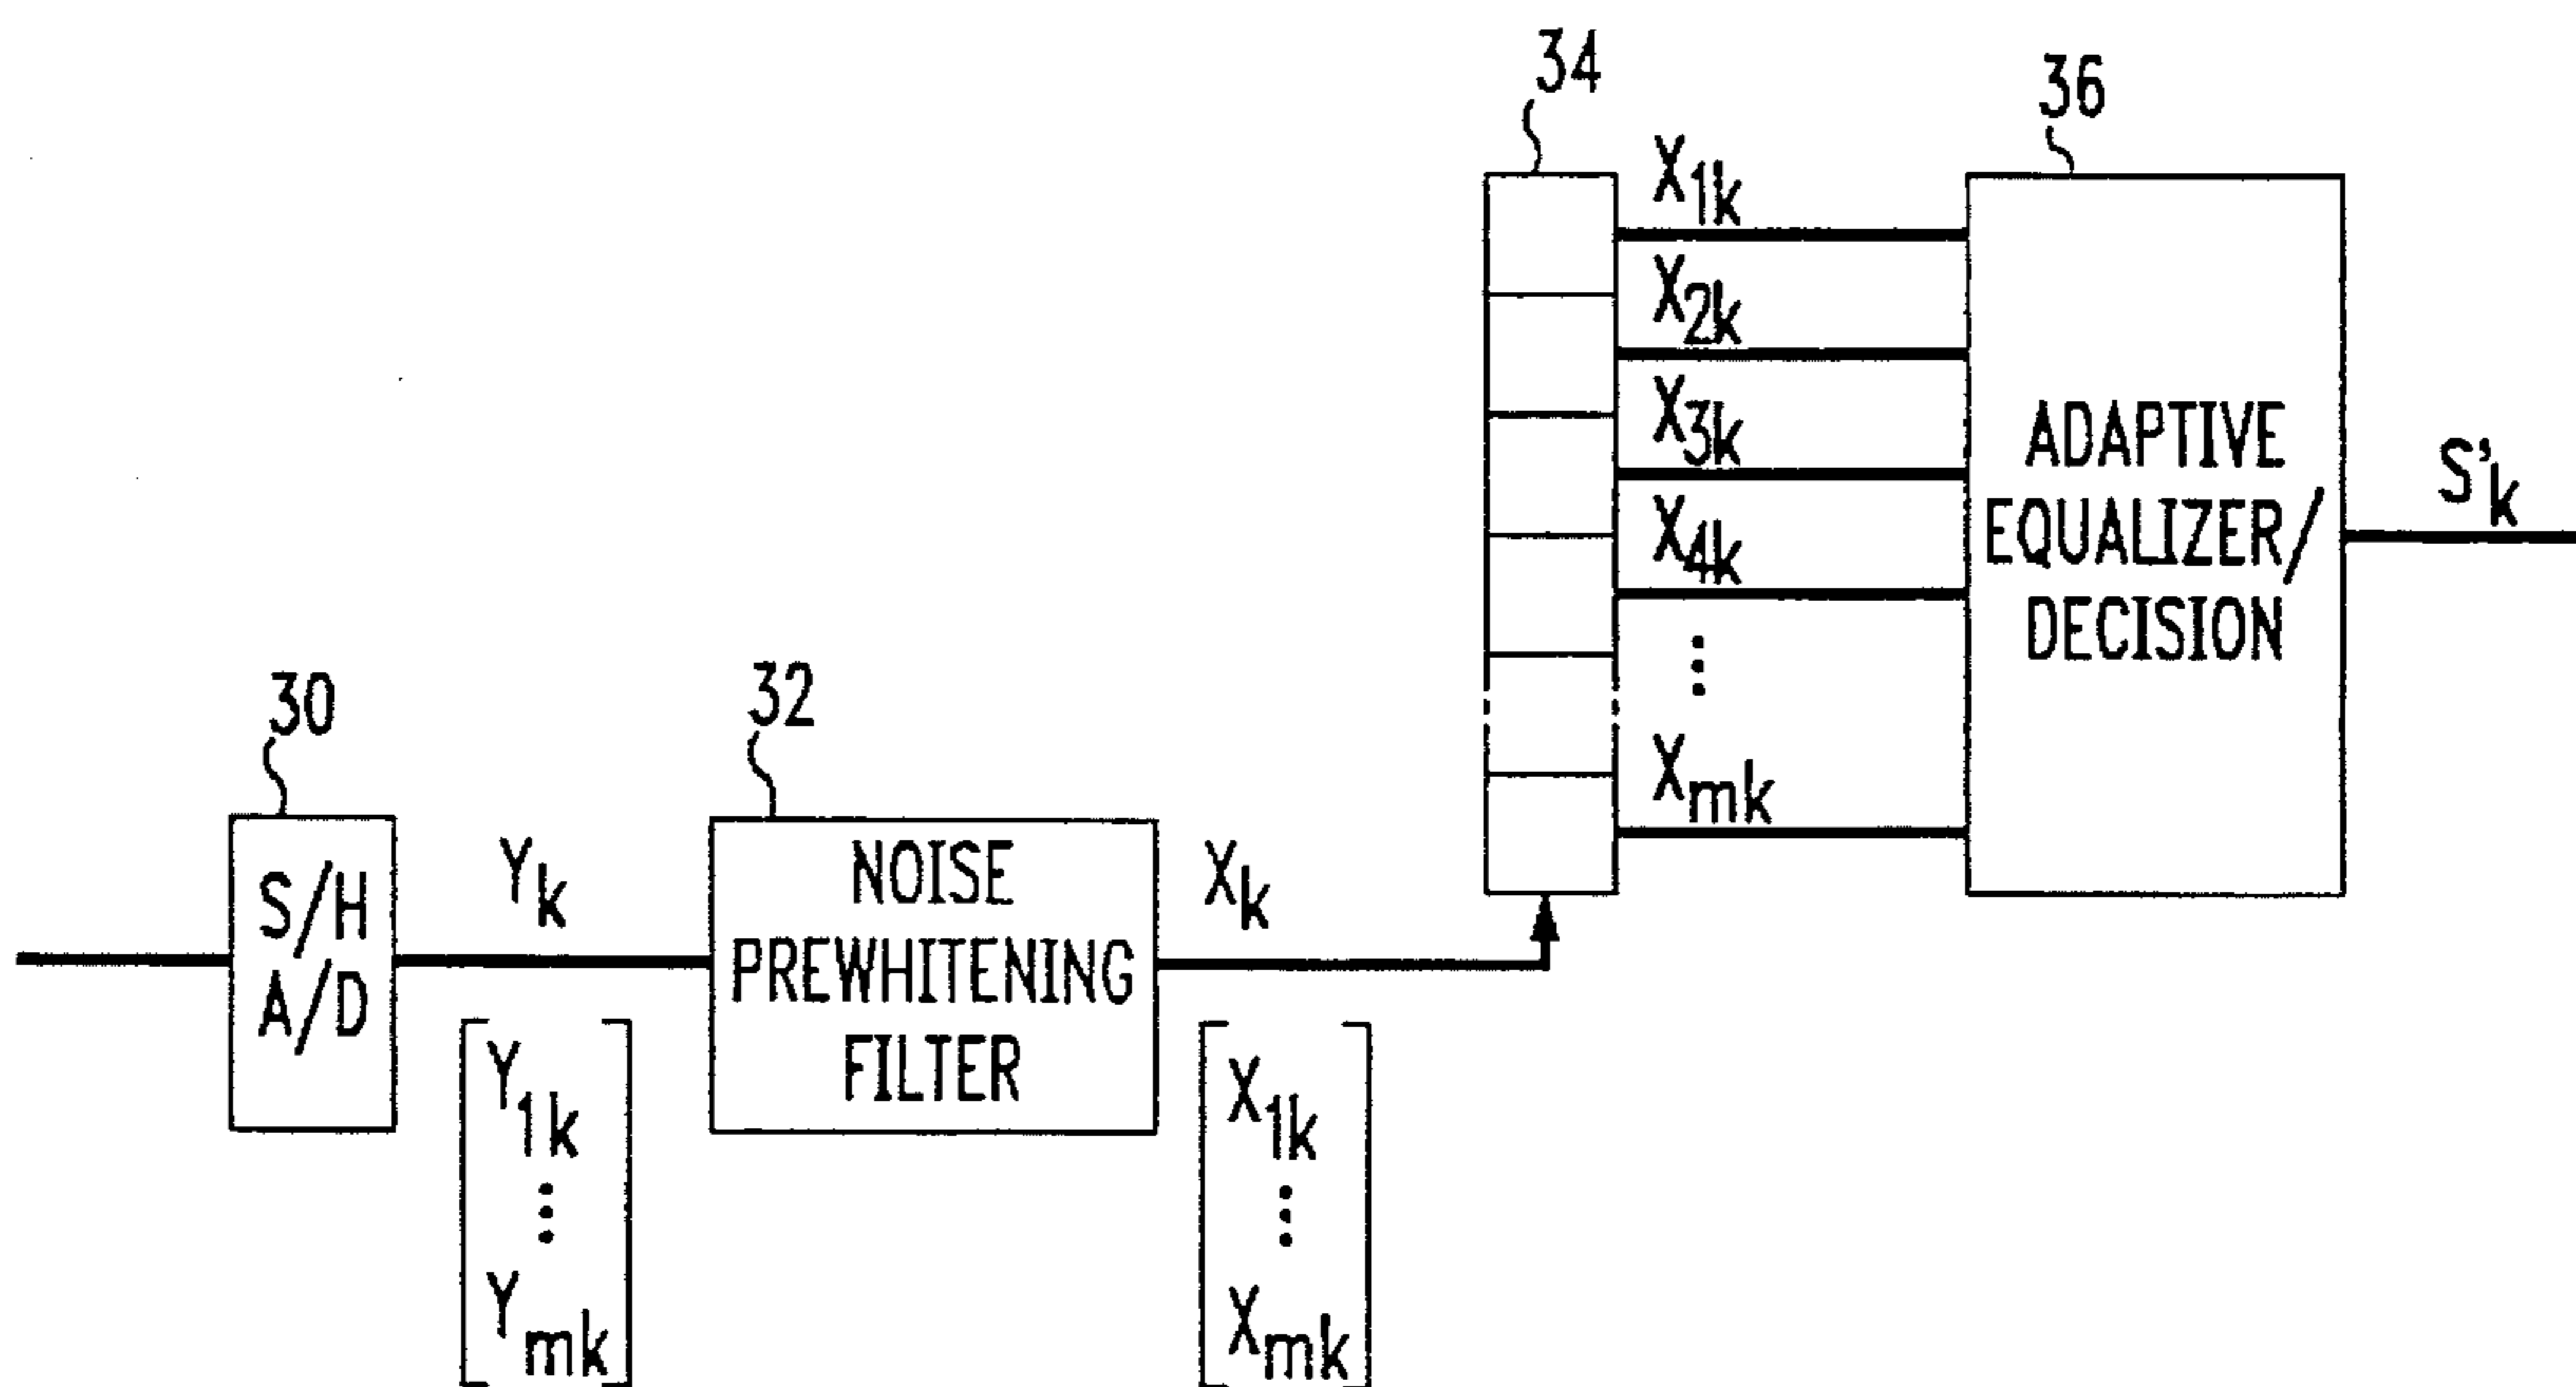 34
36
X1k
X2k
X3k
X4k
⋮
Xmk
ADAPTIVE
EQUALIZER/
DECISION
S'k
30
32
S/H
A/D
Yk
NOISE
PREWHITENING
FILTER
Xk
Y1k
⋮
Ymk
X1k
⋮
Xmk